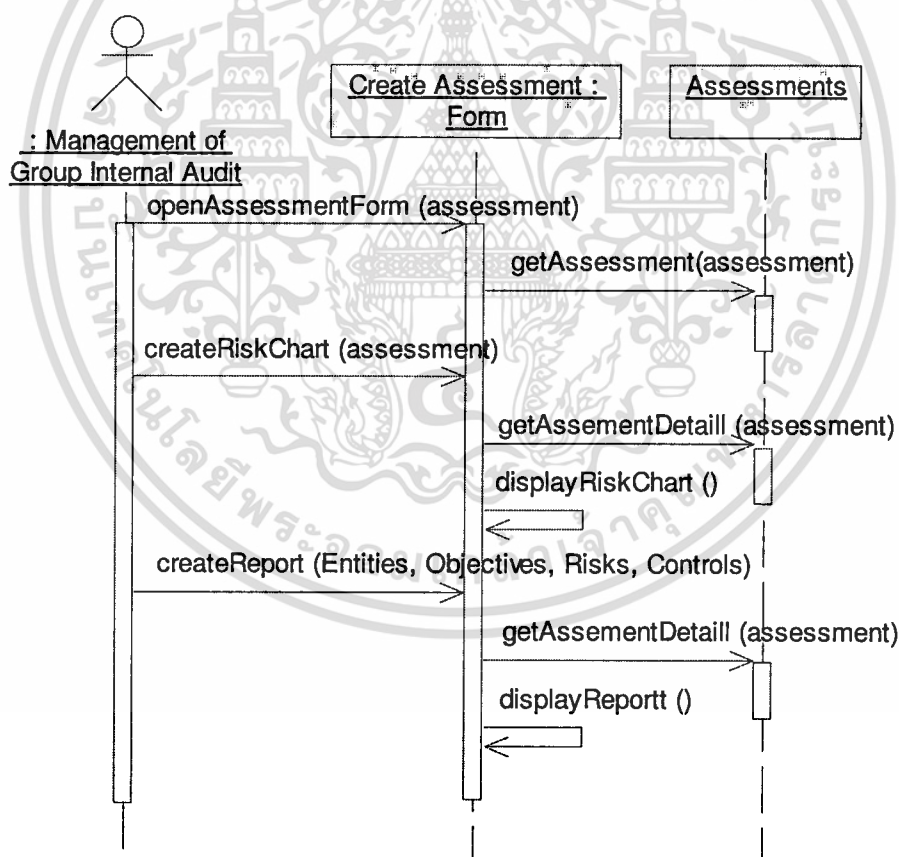 Create Assessment :
Form
Assessments
: Management of
Group Internal Audit
openAssessmentForm (assessment)
getAssessment(assessment)
createRiskChart (assessment)
getAssementDetaill (assessment)
displayRiskChart ()
createReport (Entities, Objectives, Risks, Controls)
getAssementDetaill (assessment)
displayReportt ()